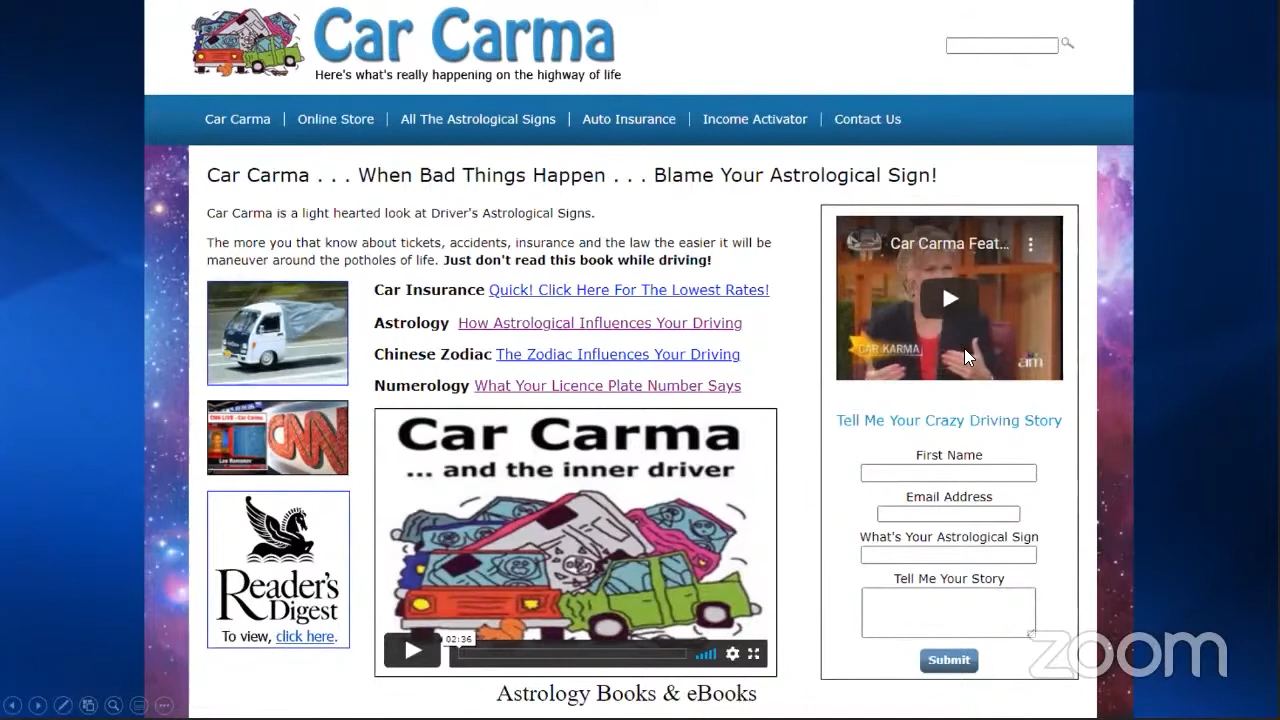 Car Carma
Here's what's really happening on the highway of life
Car Carma
Online Store
All The Astrological Signs
Auto Insurance
Income Activator
Contact Us
Car Carma . . . When Bad Things Happen . . . Blame Your Astrological Sign!
Car Carma is a light hearted look at Driver's Astrological Signs.
The more you that know about tickets, accidents, insurance and the law the easier it will be
maneuver around the potholes of life. Just don't read this book while driving!
Car Insurance Quick! Click Here For The Lowest Rates!
Astrology How Astrological Influences Your Driving
Chinese Zodiac The Zodiac Influences Your Driving
Numerology What Your Licence Plate Number Says
CNN LIVE - Car Carma
CNN
Reader's
Digest
To view, click here.
Car Carma
... and the inner driver
02:36
Astrology Books & eBooks
Car Carma Feat...
CAR KARMA
am
Tell Me Your Crazy Driving Story
First Name
Email Address
What's Your Astrological Sign
Tell Me Your Story
Submit
zoom